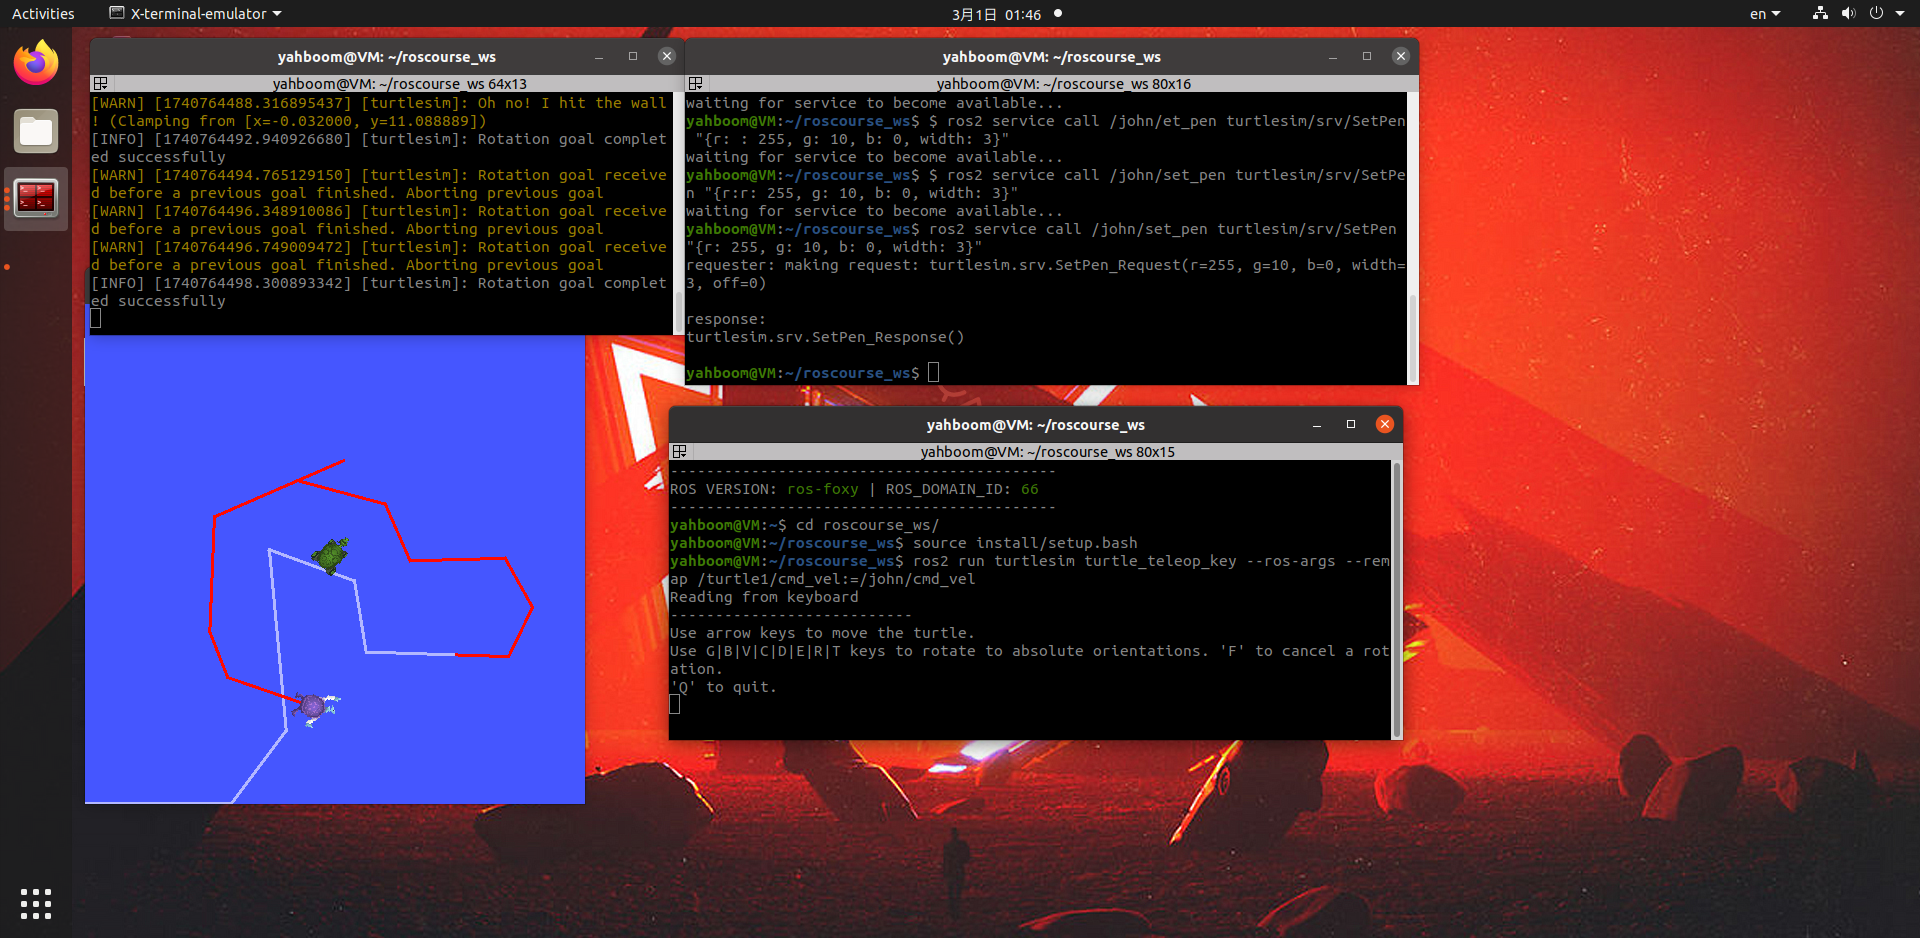 Activities
X-terminal-emulator
3月1日 01:46
en
yahboom@VM: ~/roscourse_ws
yahboom@VM: ~/roscourse_ws 64x13
[WARN] [1740764488.316895437] [turtlesim]: Oh no! I hit the wall
! (Clamping from [x=-0.032000, y=11.088889])
[INFO] [1740764492.940926680] [turtlesim]: Rotation goal complet
ed successfully
[WARN] [1740764494.765129150] [turtlesim]: Rotation goal receive
d before a previous goal finished. Aborting previous goal
[WARN] [1740764496.348910086] [turtlesim]: Rotation goal receive
d before a previous goal finished. Aborting previous goal
[WARN] [1740764496.749009472] [turtlesim]: Rotation goal receive
d before a previous goal finished. Aborting previous goal
[INFO] [1740764498.300893342] [turtlesim]: Rotation goal complet
ed successfully
yahboom@VM: ~/roscourse_ws
yahboom@VM: ~/roscourse_ws 80x16
waiting for service to become available...
yahboom@VM:~/roscourse_ws$ $ ros2 service call /john/et_pen turtlesim/srv/SetPen
"{r: : 255, g: 10, b: 0, width: 3}"
waiting for service to become available...
yahboom@VM:~/roscourse_ws$ $ ros2 service call /john/set_pen turtlesim/srv/SetPe
n "{r:r: 255, g: 10, b: 0, width: 3}"
waiting for service to become available...
yahboom@VM:~/roscourse_ws$ ros2 service call /john/set_pen turtlesim/srv/SetPen
"{r: 255, g: 10, b: 0, width: 3}"
requester: making request: turtlesim.srv.SetPen_Request(r=255, g=10, b=0, width=
3, off=0)
response:
turtlesim.srv.SetPen_Response()
yahboom@VM:~/roscourse_ws$
yahboom@VM: ~/roscourse_ws
yahboom@VM: ~/roscourse_ws 80x15
-------------------------------------------
ROS VERSION: ros-foxy | ROS_DOMAIN_ID: 66
-------------------------------------------
yahboom@VM:~$ cd roscourse_ws/
yahboom@VM:~/roscourse_ws$ source install/setup.bash
yahboom@VM:~/roscourse_ws$ ros2 run turtlesim turtle_teleop_key --ros-args --rem
ap /turtle1/cmd_vel:=/john/cmd_vel
Reading from keyboard
---------------------------
Use arrow keys to move the turtle.
Use G|B|V|C|D|E|R|T keys to rotate to absolute orientations. 'F' to cancel a rot
ation.
'Q' to quit.